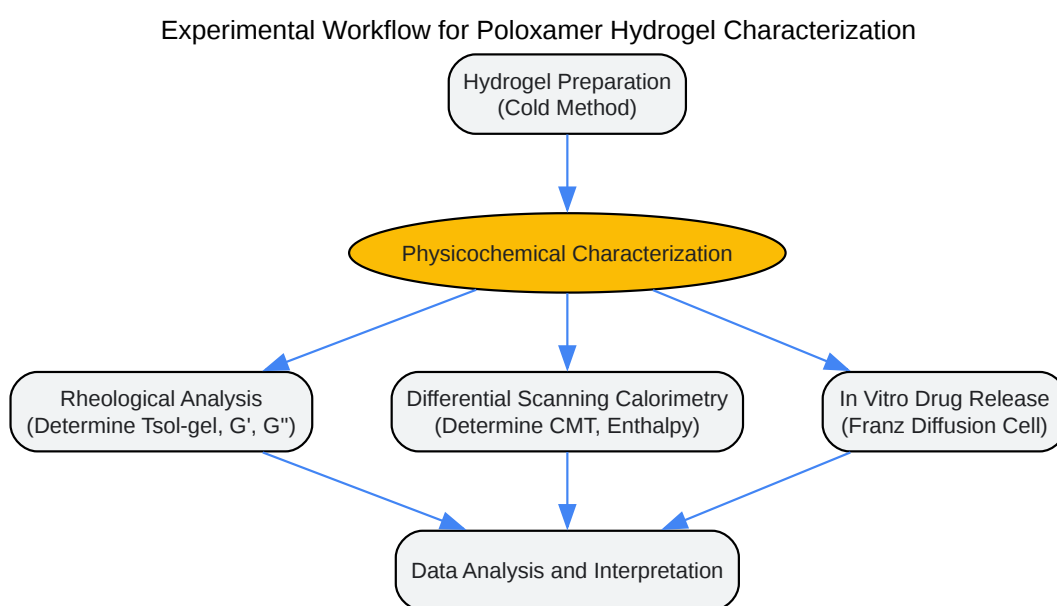 Experimental Workflow for Poloxamer Hydrogel Characterization
Hydrogel Preparation
(Cold Method)
Physicochemical Characterization
Rheological Analysis
(Determine Tsol-gel, G', G'')
Differential Scanning Calorimetry
(Determine CMT, Enthalpy)
In Vitro Drug Release
(Franz Diffusion Cell)
Data Analysis and Interpretation